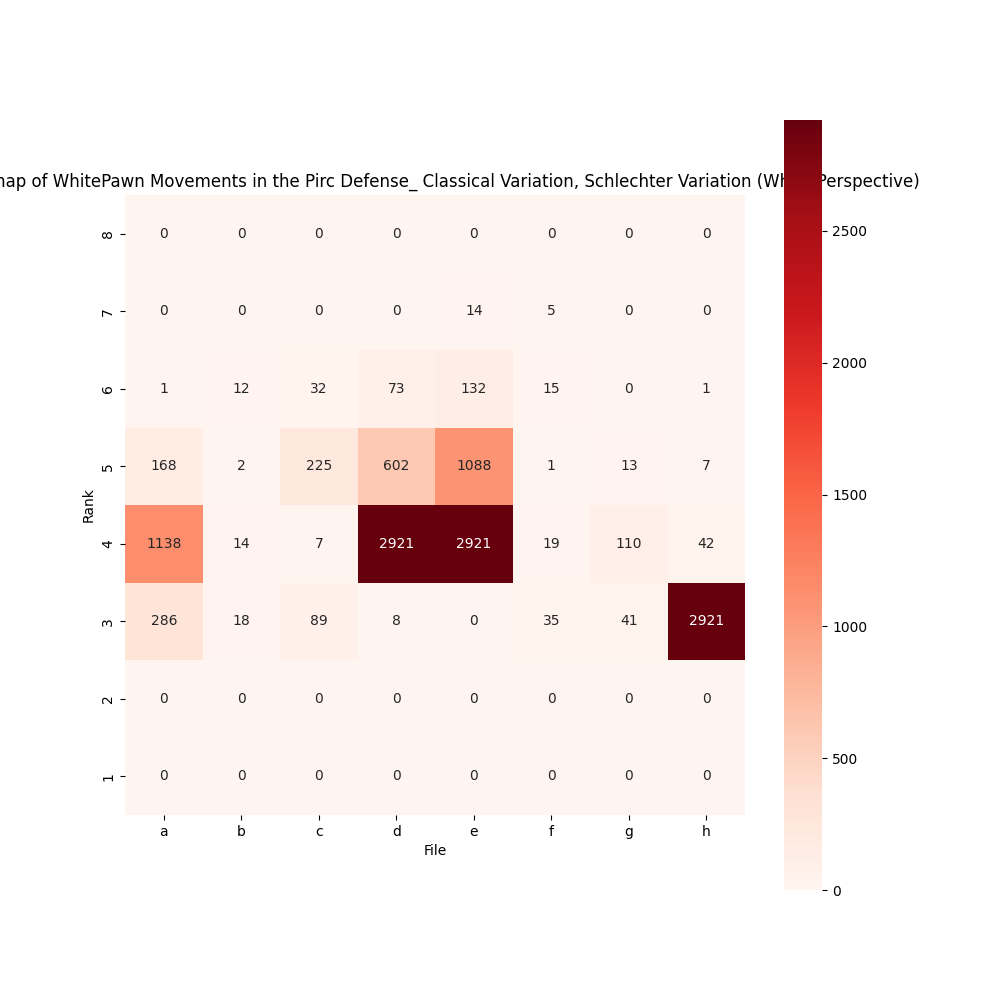 map of WhitePawn Movements in the Pirc Defense_ Classical Variation, Schlechter Variation (Perspective)
8 0 0 0 0 0 0 0 0
7 0 0 0 0 14 5 0 0
6 1 12 32 73 132 15 0 1
5 168 2 225 602 1088 1 13 7
4 1138 14 7 2921 2921 19 110 42
3 286 18 89 8 0 35 41 2921
2 0 0 0 0 0 0 0 0
1 0 0 0 0 0 0 0 0
a b c d e f g h
Rank
File
2500
2000
1500
1000
500
0